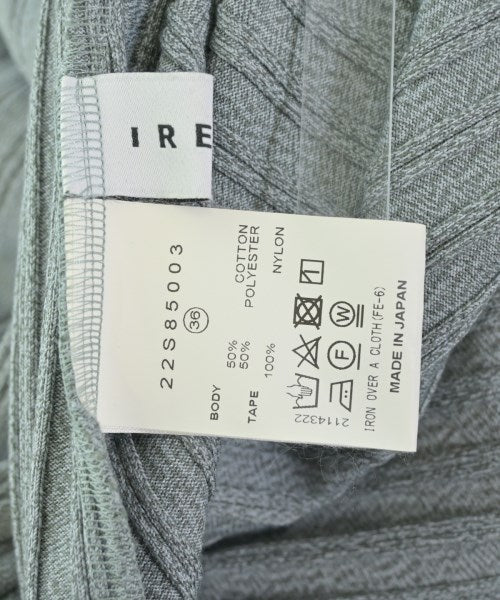 IRE
22S85003
36
BODY 50% COTTON
50% POLYESTER
TAPE 100% NYLON
2114322
F W
IRON OVER A CLOTH(FE-6)
MADE IN JAPAN